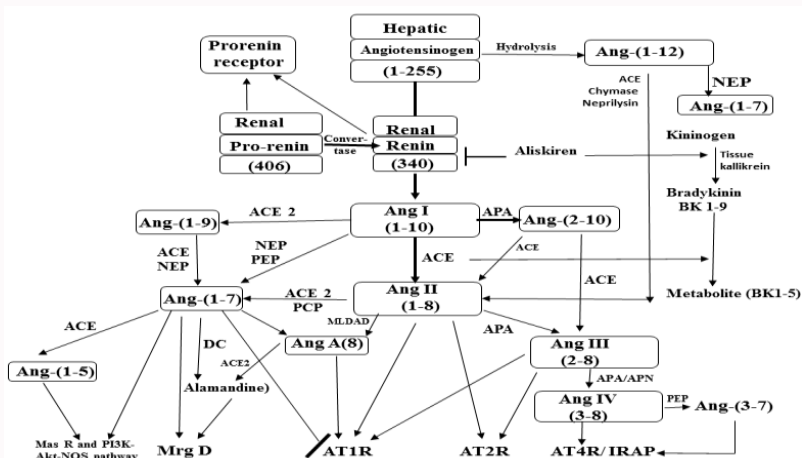 Hepatic
Angiotensinogen
(1-255)
Hydrolysis
Ang-(1-12)
Prorenin
receptor
ACE
Chymase
Neprilysin
NEP
Ang-(1-7)
Renal
Pro-renin
(406)
Conver-
tase
Renal
Renin
(340)
Aliskiren
Kininogen
Tissue
kallikrein
Bradykinin
BK 1-9
Ang-(1-9)
ACE 2
Ang I
(1-10)
APA
Ang-(2-10)
ACE
NEP
NEP
PEP
ACE
ACE
ACE
Metabolite (BK1-5)
Ang-(1-7)
ACE 2
PCP
Ang II
(1-8)
ACE
DC
MLDAD
Ang A(8)
APA
Ang III
(2-8)
Ang-(1-5)
ACE2
Alamandine)
APA/APN
Ang IV
(3-8)
PEP
Ang-(3-7)
Mas R and PI3K-
Akt-NOS pathway
Mrg D
AT1R
AT2R
AT4R/ IRAP